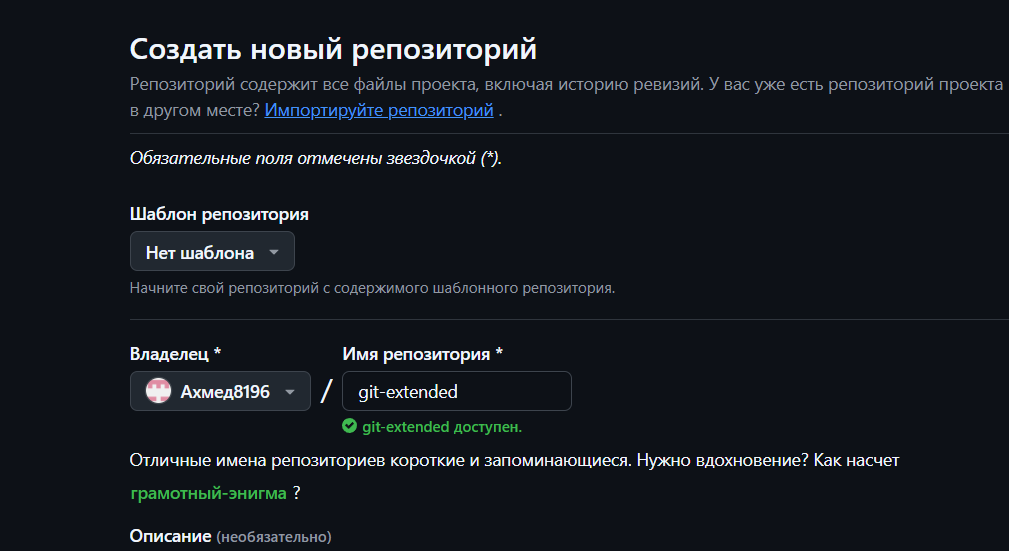 Создать новый репозиторий
Репозиторий содержит все файлы проекта, включая историю ревизий. У вас уже есть репозиторий проекта
в другом месте? Импортируйте репозиторий .
Обязательные поля отмечены звездочкой (*).
Шаблон репозитория
Нет шаблона
Начните свой репозиторий с содержимого шаблонного репозитория.
Владелец * Имя репозитория *
Ахмед8196 / git-extended
git-extended доступен.
Отличные имена репозиториев короткие и запоминающиеся. Нужно вдохновение? Как насчет
грамотный-энигма ?
Описание (необязательно)